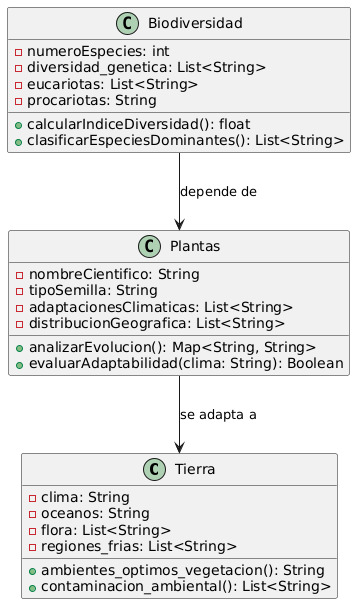 C Biodiversidad
numeroEspecies: int
diversidad_genetica: List<String>
eucariotas: List<String>
procariotas: String
calcularIndiceDiversidad(): float
clasificarEspeciesDominantes(): List<String>
depende de
C Plantas
nombreCientifico: String
tipoSemilla: String
adaptacionesClimaticas: List<String>
distribucionGeografica: List<String>
analizarEvolucion(): Map<String, String>
evaluarAdaptabilidad(clima: String): Boolean
se adapta a
C Tierra
clima: String
oceanos: String
flora: List<String>
regiones_frias: List<String>
ambientes_optimos_vegetacion(): String
contaminacion_ambiental(): List<String>